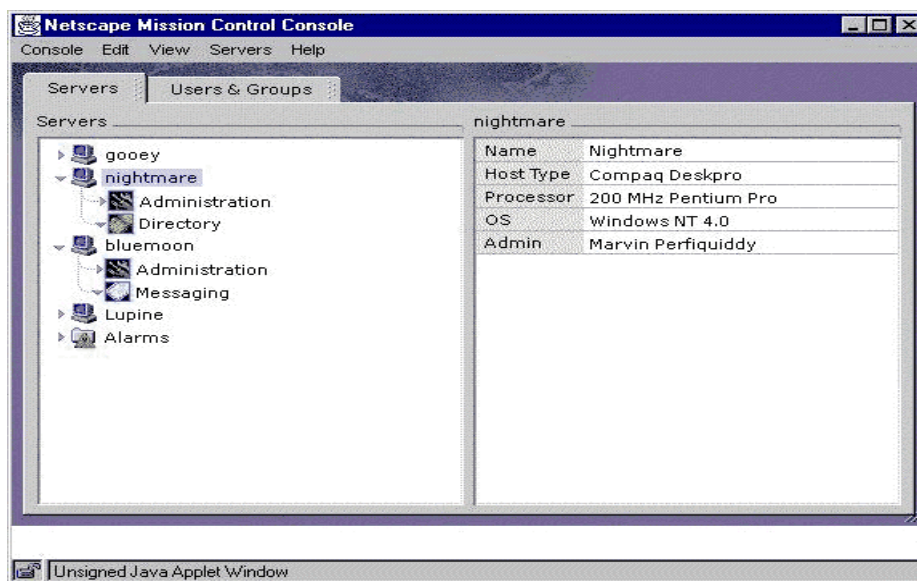 Netscape Mission Control Console
Console Edit View Servers Help
Servers Users & Groups
Servers
gooey
nightmare
Administration
Directory
bluemoon
Administration
Messaging
Lupine
Alarms
nightmare
Name Nightmare
Host Type Compaq Deskpro
Processor 200 MHz Pentium Pro
OS Windows NT 4.0
Admin Marvin Perfiquiddy
Unsigned Java Applet Window